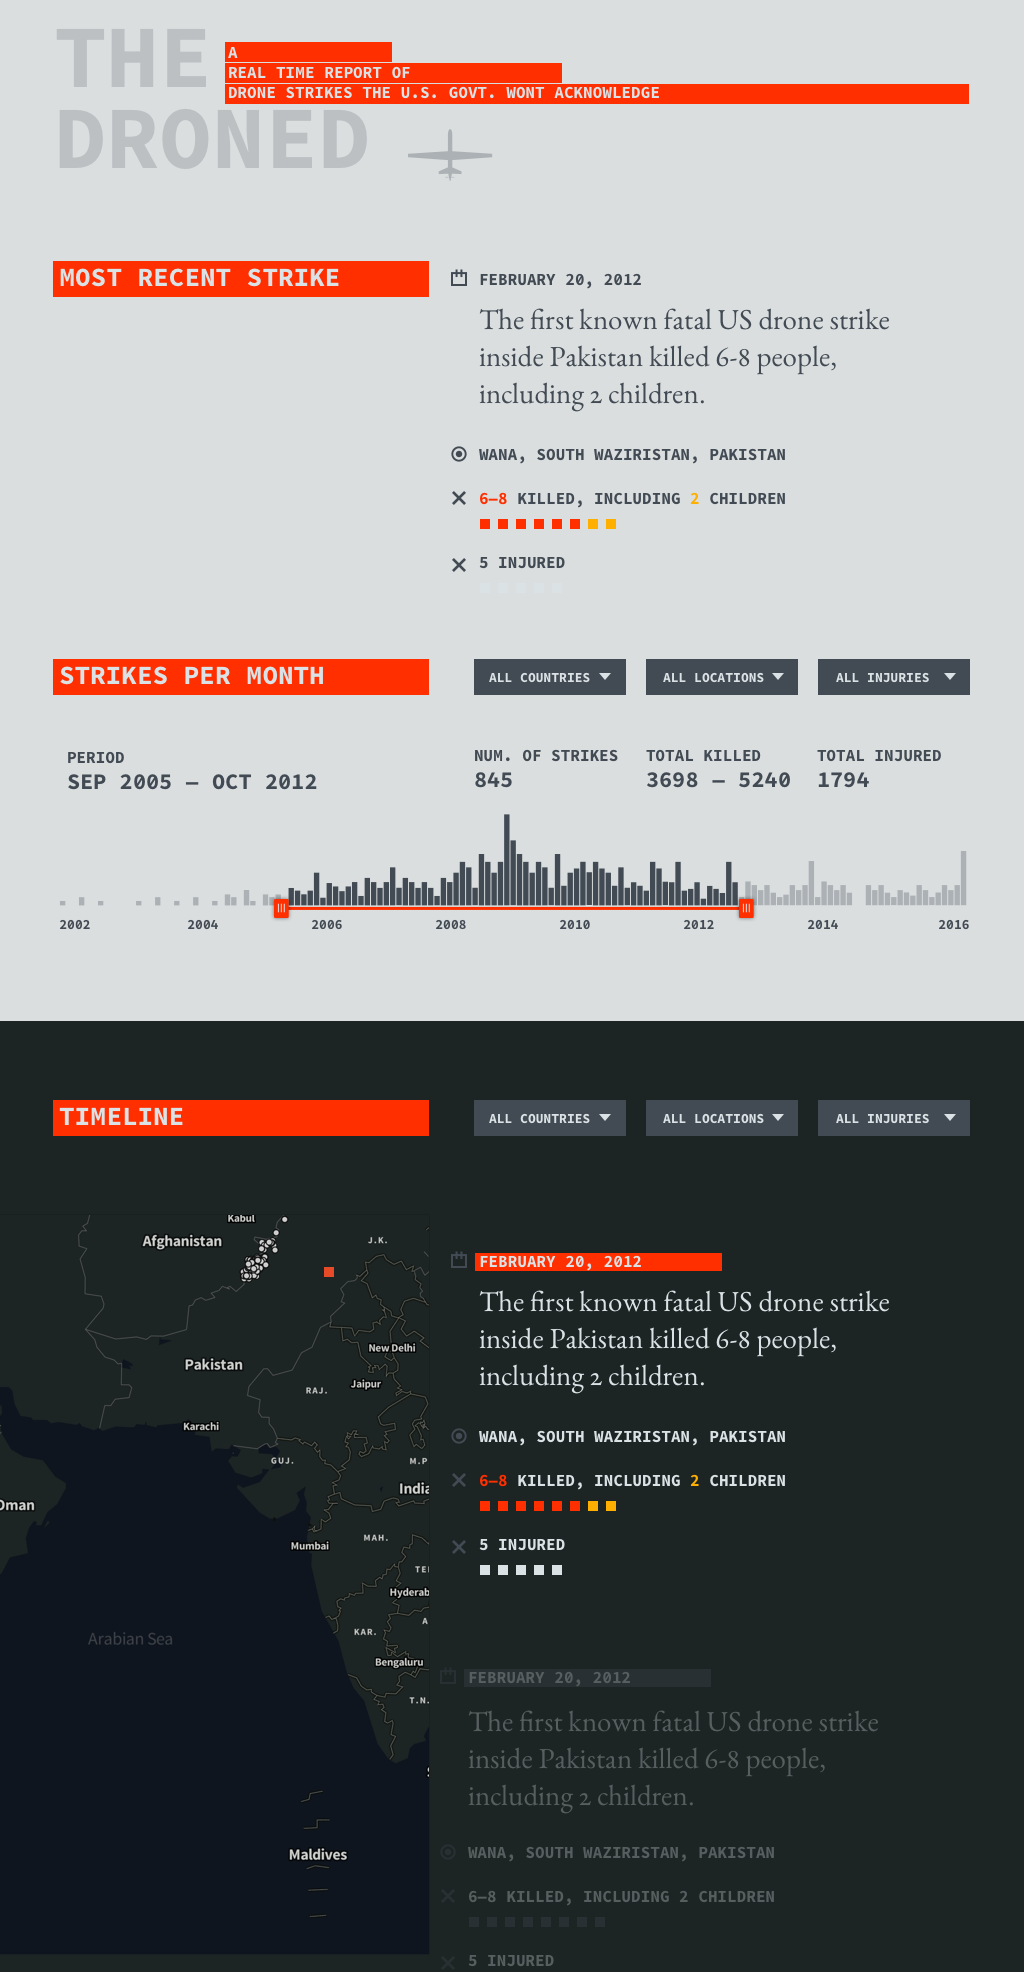 THE
DRONED
A
REAL TIME REPORT OF
DRONE STRIKES THE U.S. GOVT. WONT ACKNOWLEDGE
MOST RECENT STRIKE
FEBRUARY 20, 2012
The first known fatal US drone strike
inside Pakistan killed 6-8 people,
including 2 children.
WANA, SOUTH WAZIRISTAN, PAKISTAN
6–8 KILLED, INCLUDING 2 CHILDREN
5 INJURED
STRIKES PER MONTH
ALL COUNTRIES
ALL LOCATIONS
ALL INJURIES
PERIOD
SEP 2005 – OCT 2012
NUM. OF STRIKES
845
TOTAL KILLED
3698 – 5240
TOTAL INJURED
1794
2002 2004 2006 2008 2010 2012 2014 2016
TIMELINE
ALL COUNTRIES
ALL LOCATIONS
ALL INJURIES
Kabul
Afghanistan
J.K.
New Delhi
Pakistan
Jaipur
RAJ.
Karachi
GUJ.
M.P
India
Oman
MAH.
Mumbai
TE
Hyderab
A
KAR.
Arabian Sea
Bengaluru
T.N.
S
Maldives
FEBRUARY 20, 2012
The first known fatal US drone strike
inside Pakistan killed 6-8 people,
including 2 children.
WANA, SOUTH WAZIRISTAN, PAKISTAN
6–8 KILLED, INCLUDING 2 CHILDREN
5 INJURED
FEBRUARY 20, 2012
The first known fatal US drone strike
inside Pakistan killed 6-8 people,
including 2 children.
WANA, SOUTH WAZIRISTAN, PAKISTAN
6–8 KILLED, INCLUDING 2 CHILDREN
5 INJURED